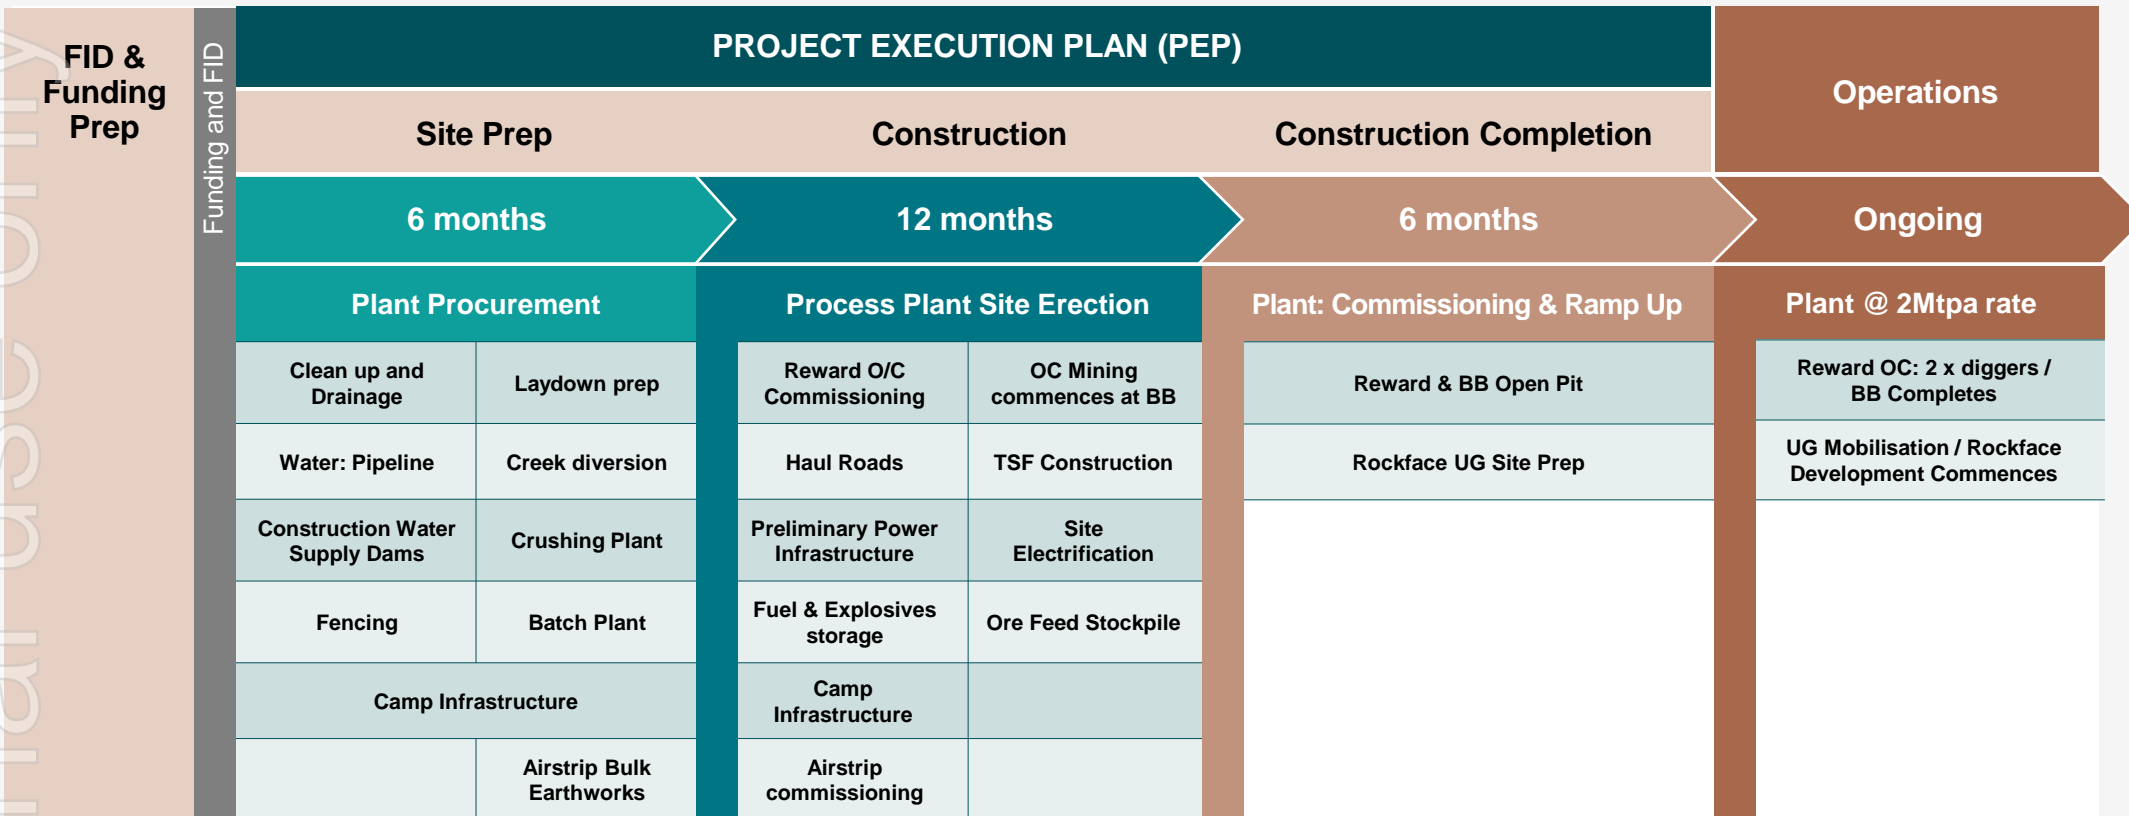 FID &
Funding
Prep
Funding and FID
PROJECT EXECUTION PLAN (PEP)
Operations
Site Prep
Construction
Construction Completion
6 months
12 months
6 months
Ongoing
Plant Procurement
Process Plant Site Erection
Plant: Commissioning & Ramp Up
Plant @ 2Mtpa rate
Clean up and
Drainage
Laydown prep
Reward O/C
Commissioning
OC Mining
commences at BB
Reward & BB Open Pit
Reward OC: 2 x diggers /
BB Completes
Water: Pipeline
Creek diversion
Haul Roads
TSF Construction
Rockface UG Site Prep
UG Mobilisation / Rockface
Development Commences
Construction Water
Supply Dams
Crushing Plant
Preliminary Power
Infrastructure
Site
Electrification
Fencing
Batch Plant
Fuel & Explosives
storage
Ore Feed Stockpile
Camp Infrastructure
Camp
Infrastructure
Airstrip Bulk
Earthworks
Airstrip
commissioning
use only